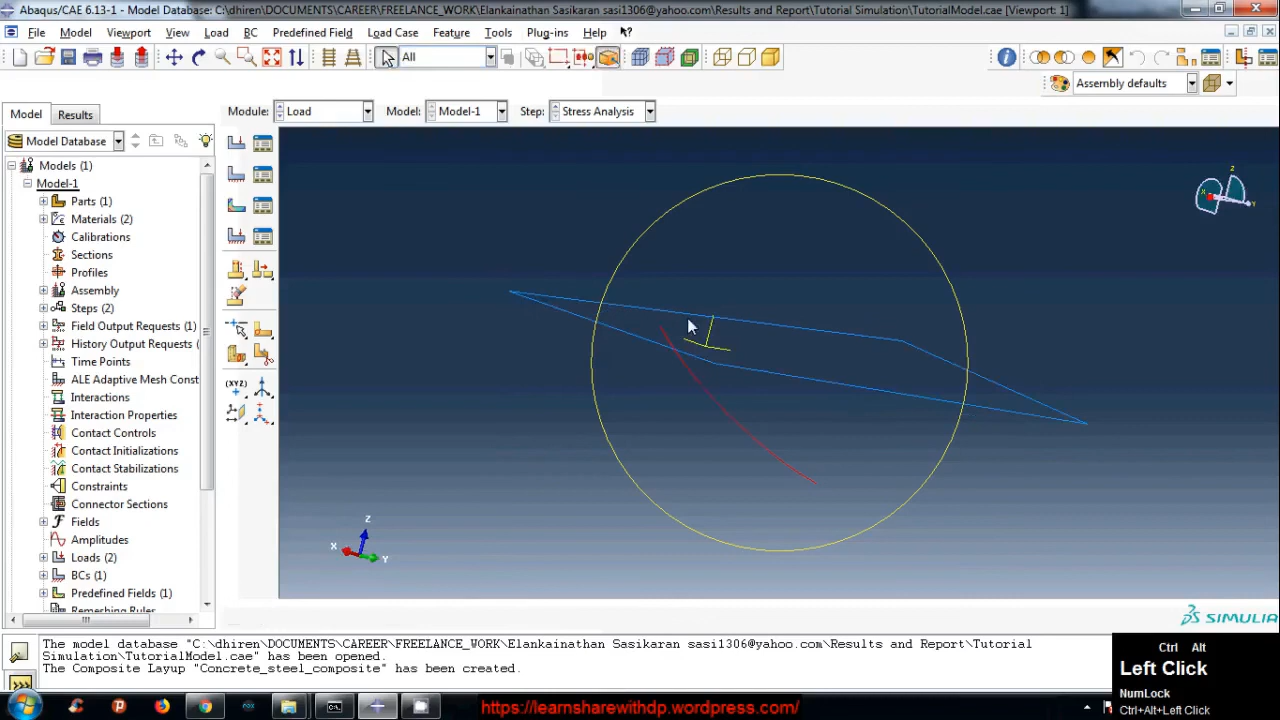 Abaqus/CAE 6.13-1 - Model Database: C:\dhiren\DOCUMENTS\CAREER\FREELANCE_WORK\Elankainathan Sasikaran sasi1306@yahoo.com\Results and Report\Tutorial Simulation\TutorialModel.cae [Viewport: 1]
File Model Viewport View Load BC Predefined Field Load Case Feature Tools Plug-ins Help
All
Assembly defaults
Model Results Module: Load Model: Model-1 Step: Stress Analysis
Model Database
Models (1)
Model-1
Parts (1)
Materials (2)
Calibrations
Sections
Profiles
Assembly
Steps (2)
Field Output Requests (1)
History Output Requests (1)
Time Points
ALE Adaptive Mesh Const
Interactions
Interaction Properties
Contact Controls
Contact Initializations
Contact Stabilizations
Constraints
Connector Sections
Fields
Amplitudes
Loads (2)
BCs (1)
Predefined Fields (1)
Remeshing Rules
(XYZ)
Z
X
Y
Z
X
Y
SIMULIA
The model database "C:\dhiren\DOCUMENTS\CAREER\FREELANCE_WORK\Elankainathan Sasikaran sasi1306@yahoo.com\Results and Report\Tutorial
Simulation\TutorialModel.cae" has been opened.
The Composite Layup "Concrete_steel_composite" has been created.
Ctrl Alt
Left Click
NumLock
Ctrl+Alt+Left Click
https://learnsharewithdp.wordpress.com/